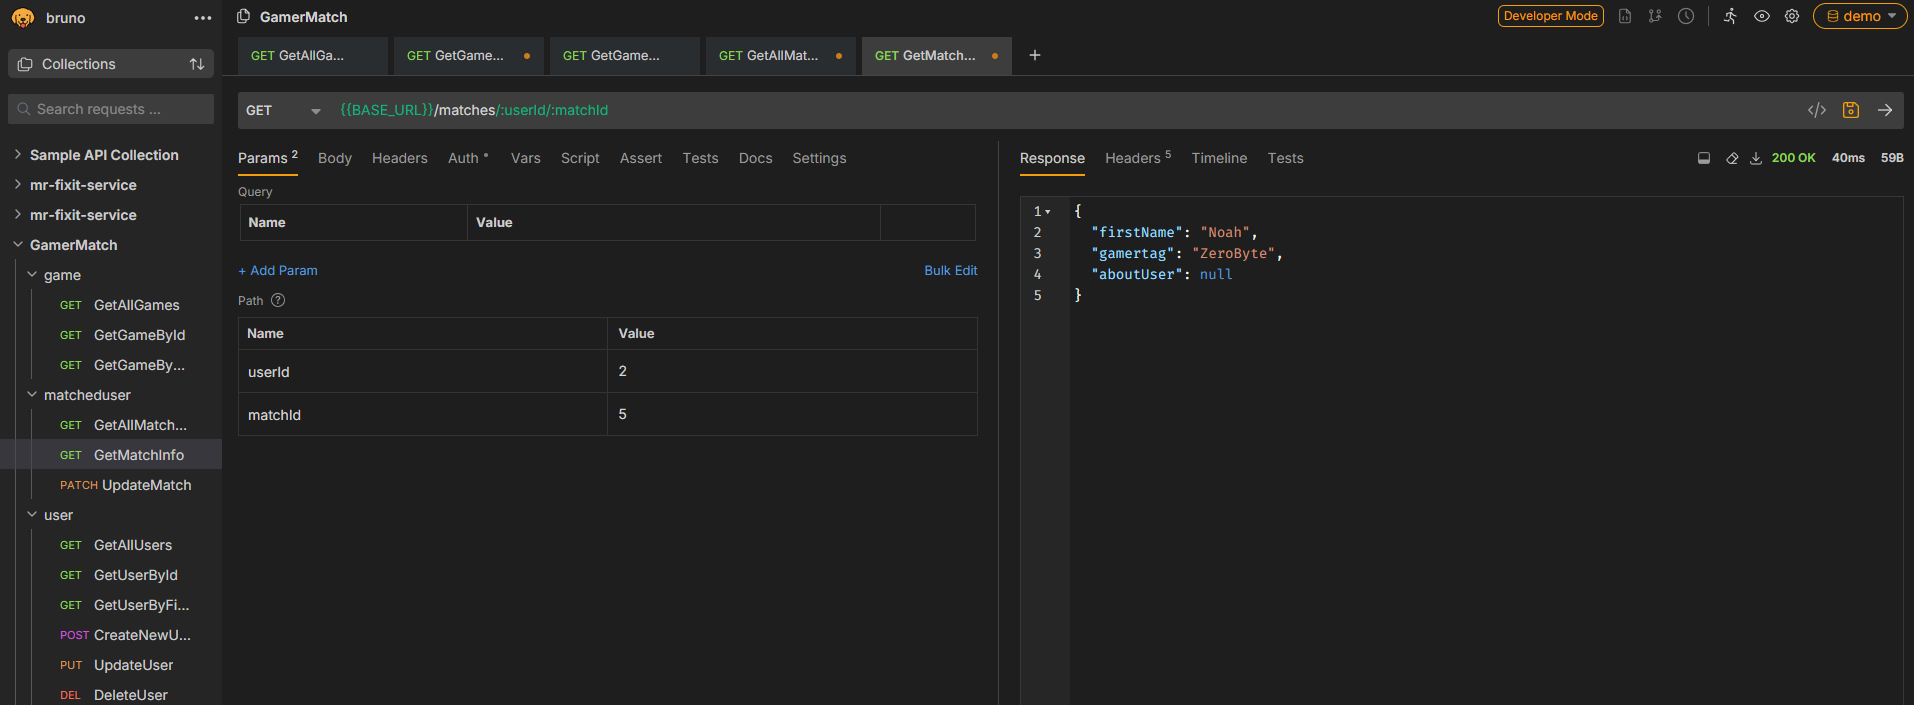 bruno
Collections
Search requests ...
Sample API Collection
mr-fixit-service
mr-fixit-service
GamerMatch
game
GET GetAllGames
GET GetGameById
GET GetGameBy...
matcheduser
GET GetAllMatch...
GET GetMatchInfo
PATCH UpdateMatch
user
GET GetAllUsers
GET GetUserById
GET GetUserByFi...
POST CreateNewU...
PUT UpdateUser
DEL DeleteUser
GamerMatch
Developer Mode
demo
GET GetAllGa...
GET GetGame...
GET GetGame...
GET GetAllMat...
GET GetMatch...
+
GET {{BASE_URL}}/matches/:userId/:matchId
Params 2 Body Headers Auth Vars Script Assert Tests Docs Settings
Query
Name Value
+ Add Param Bulk Edit
Path ?
Name Value
userId 2
matchId 5
Response Headers 5 Timeline Tests
200 OK 40ms 59B
1 {
2 "firstName": "Noah",
3 "gamertag": "ZeroByte",
4 "aboutUser": null
5 }